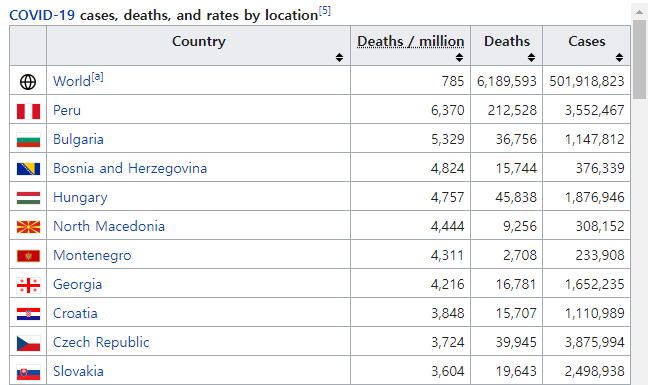 COVID-19 cases, deaths, and rates by location[5]
Country Deaths / million Deaths Cases
World[a] 785 6,189,593 501,918,823
Peru 6,370 212,528 3,552,467
Bulgaria 5,329 36,756 1,147,812
Bosnia and Herzegovina 4,824 15,744 376,339
Hungary 4,757 45,838 1,876,946
North Macedonia 4,444 9,256 308,152
Montenegro 4,311 2,708 233,908
Georgia 4,216 16,781 1,652,235
Croatia 3,848 15,707 1,110,989
Czech Republic 3,724 39,945 3,875,994
Slovakia 3,604 19,643 2,498,938